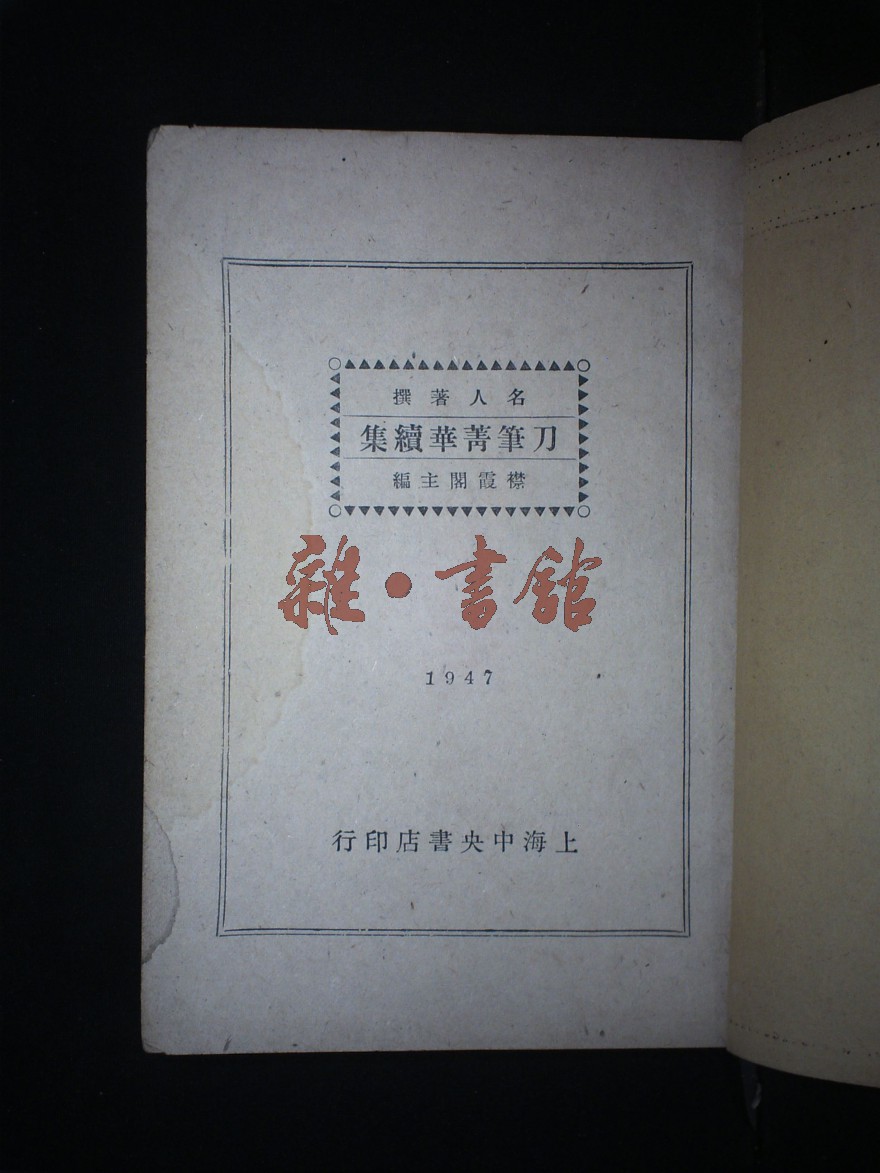 名人著撰
刀筆菁華續集
襟霞閣主編
雜·書館
1947
上海中央書店印行